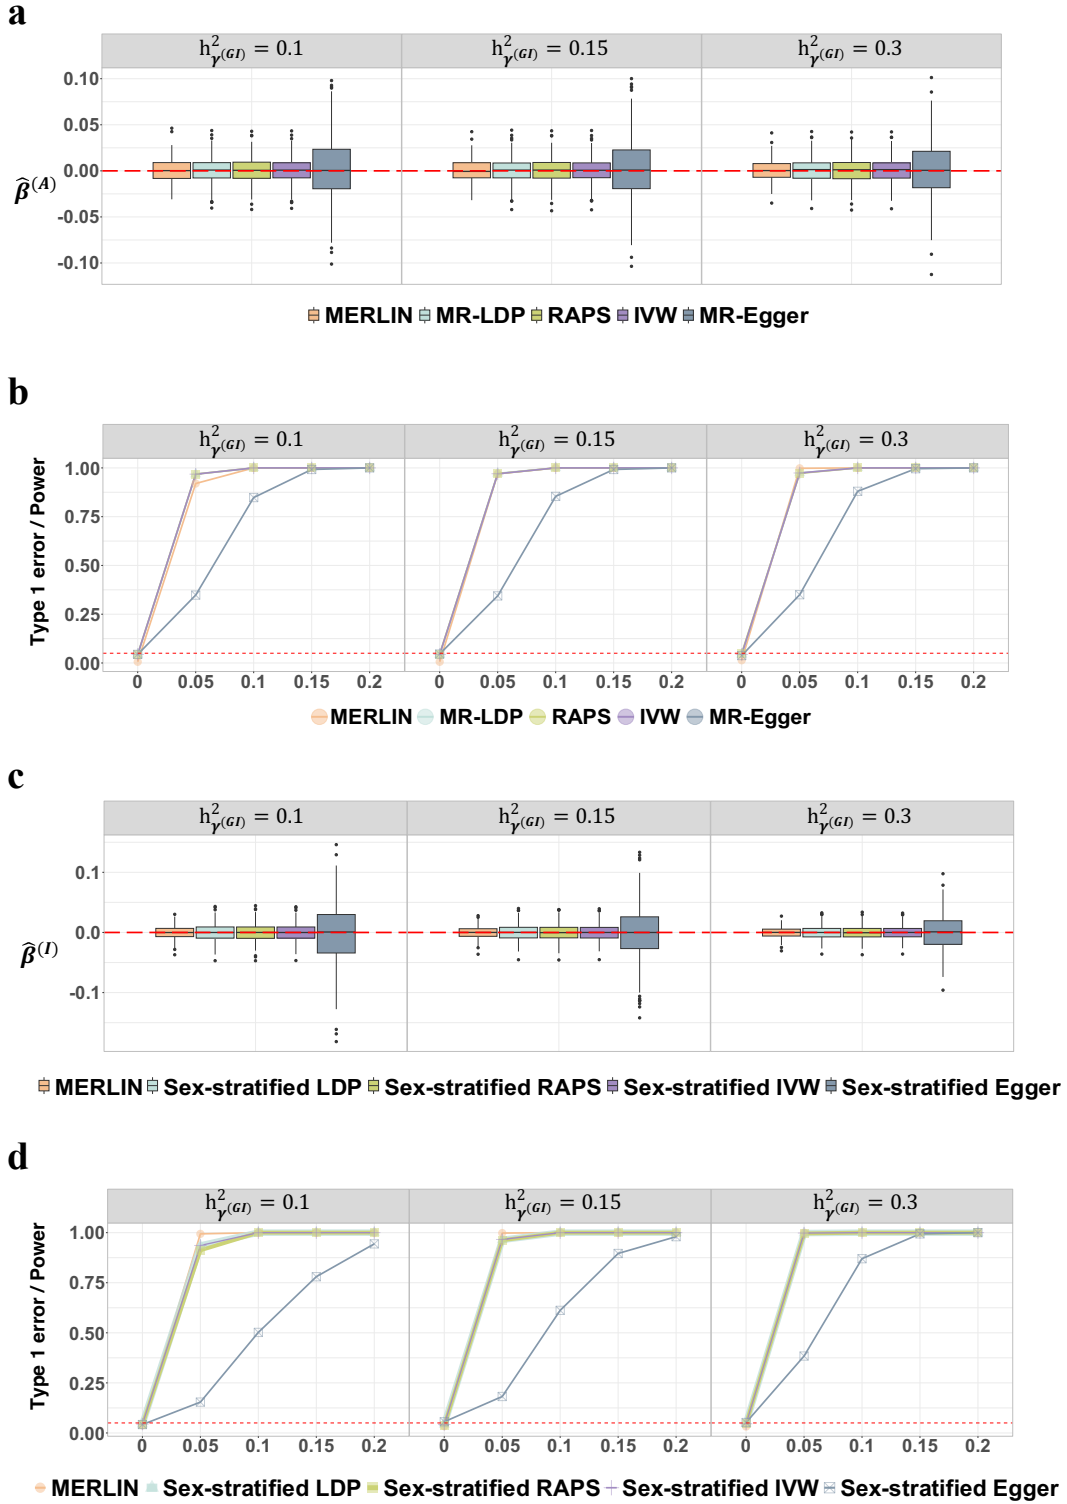 a
h²γ(GI) = 0.1 h²γ(GI) = 0.15 h²γ(GI) = 0.3
0.10
0.05
0.00
-0.05
-0.10
β̂(A)
MERLIN MR-LDP RAPS IVW MR-Egger
b
h²γ(GI) = 0.1 h²γ(GI) = 0.15 h²γ(GI) = 0.3
Type 1 error / Power
1.00
0.75
0.50
0.25
0.00
0 0.05 0.1 0.15 0.2 0 0.05 0.1 0.15 0.2 0 0.05 0.1 0.15 0.2
MERLIN MR-LDP RAPS IVW MR-Egger
c
h²γ(GI) = 0.1 h²γ(GI) = 0.15 h²γ(GI) = 0.3
0.1
0.0
-0.1
β̂(I)
MERLIN Sex-stratified LDP Sex-stratified RAPS Sex-stratified IVW Sex-stratified Egger
d
h²γ(GI) = 0.1 h²γ(GI) = 0.15 h²γ(GI) = 0.3
Type 1 error / Power
1.00
0.75
0.50
0.25
0.00
0 0.05 0.1 0.15 0.2 0 0.05 0.1 0.15 0.2 0 0.05 0.1 0.15 0.2
MERLIN Sex-stratified LDP Sex-stratified RAPS Sex-stratified IVW Sex-stratified Egger